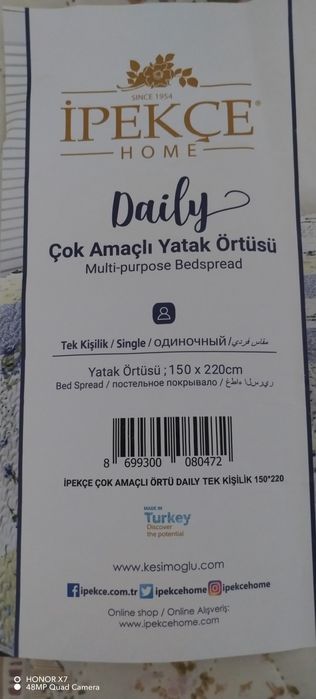 SINCE 1954
İPEKÇE®
HOME
Daily
Çok Amaçlı Yatak Örtüsü
Multi-purpose Bedspread
Tek Kişilik / Single / ОДИНОЧНЫЙ / مقاس فردي
Yatak Örtüsü ; 150 x 220cm
Bed Spread / постельное покрывало /
8 699300 080472
İPEKÇE ÇOK AMAÇLI ÖRTÜ DAILY TEK KİŞİLİK 150*220
MADE IN
Turkey
Discover
the potential
www.kesimoglu.com
ipekce.com.tr ipekcehome ipekcehome
Online shop / Online Alışveriş:
www.ipekcehome.com
HONOR X7
48MP Quad Camera